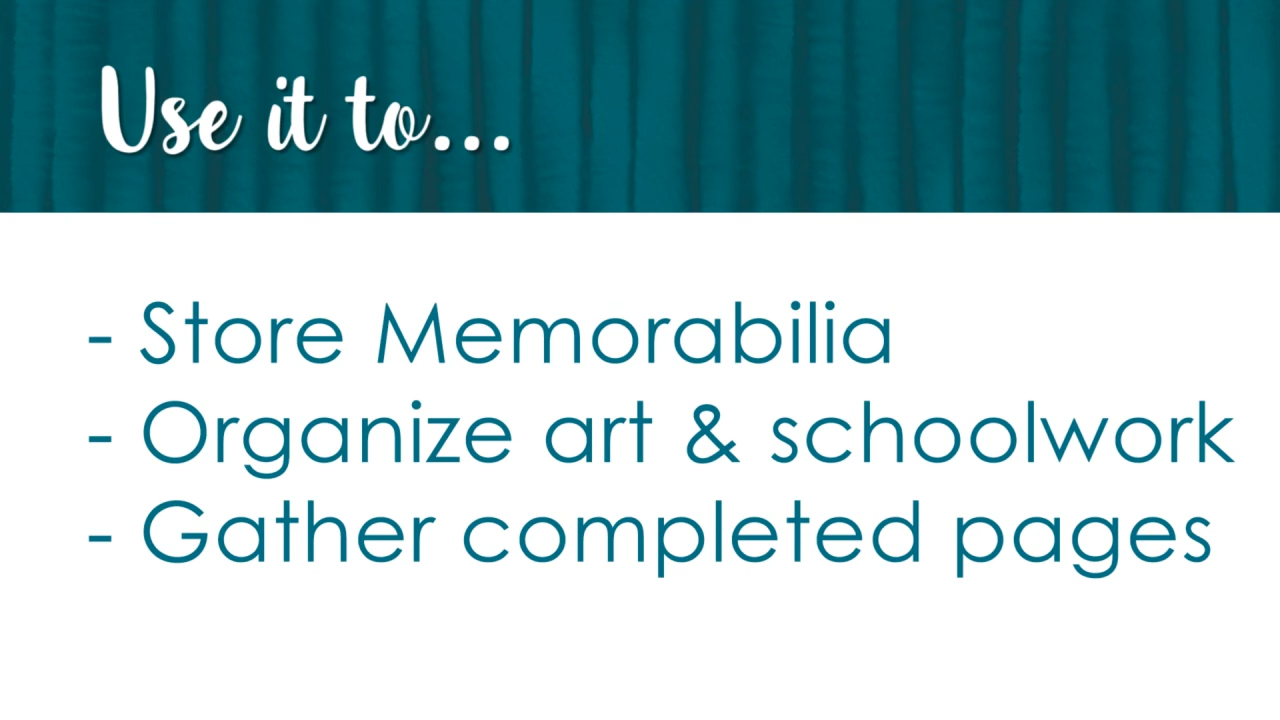 Use it to...
- Store Memorabilia
- Organize art & schoolwork
- Gather completed pages